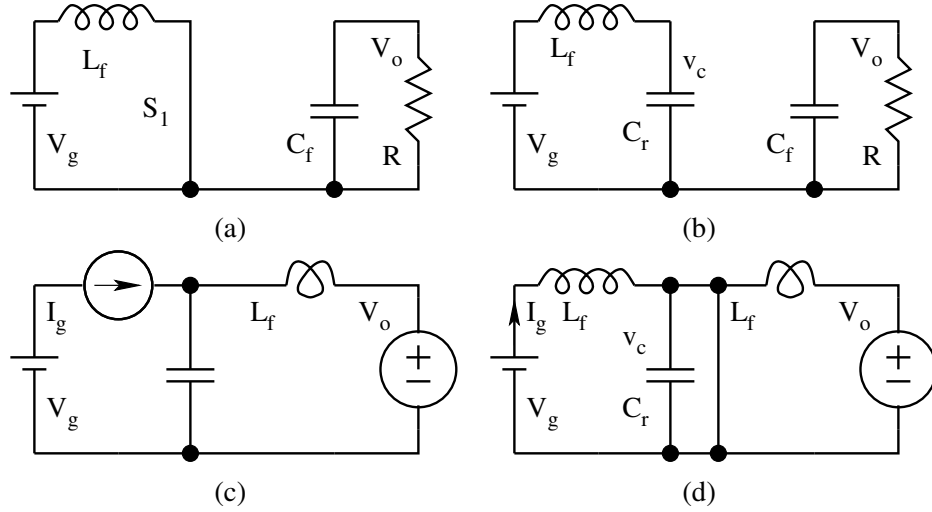 L_f
S_1
V_g
C_f
V_o
R
(a)
L_f
v_c
C_r
V_g
C_f
V_o
R
(b)
I_g
V_g
L_f
V_o
+
−
(c)
I_g
L_f
V_g
v_c
C_r
L_f
V_o
+
−
(d)